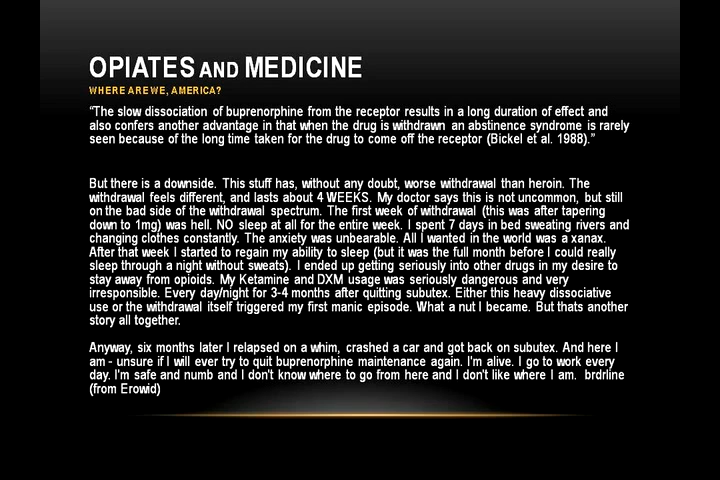 OPIATES AND MEDICINE
WHERE ARE WE, AMERICA?
“The slow dissociation of buprenorphine from the receptor results in a long duration of effect and
also confers another advantage in that when the drug is withdrawn an abstinence syndrome is rarely
seen because of the long time taken for the drug to come off the receptor (Bickel et al. 1988).”
But there is a downside. This stuff has, without any doubt, worse withdrawal than heroin. The
withdrawal feels different, and lasts about 4 WEEKS. My doctor says this is not uncommon, but still
on the bad side of the withdrawal spectrum. The first week of withdrawal (this was after tapering
down to 1mg) was hell. NO sleep at all for the entire week. I spent 7 days in bed sweating rivers and
changing clothes constantly. The anxiety was unbearable. All I wanted in the world was a xanax.
After that week I started to regain my ability to sleep (but it was the full month before I could really
sleep through a night without sweats). I ended up getting seriously into other drugs in my desire to
stay away from opioids. My Ketamine and DXM usage was seriously dangerous and very
irresponsible. Every day/night for 3-4 months after quitting subutex. Either this heavy dissociative
use or the withdrawal itself triggered my first manic episode. What a nut I became. But thats another
story all together.
Anyway, six months later I relapsed on a whim, crashed a car and got back on subutex. And here I
am - unsure if I will ever try to quit buprenorphine maintenance again. I'm alive. I go to work every
day. I'm safe and numb and I don't know where to go from here and I don't like where I am. brdrline
(from Erowid)